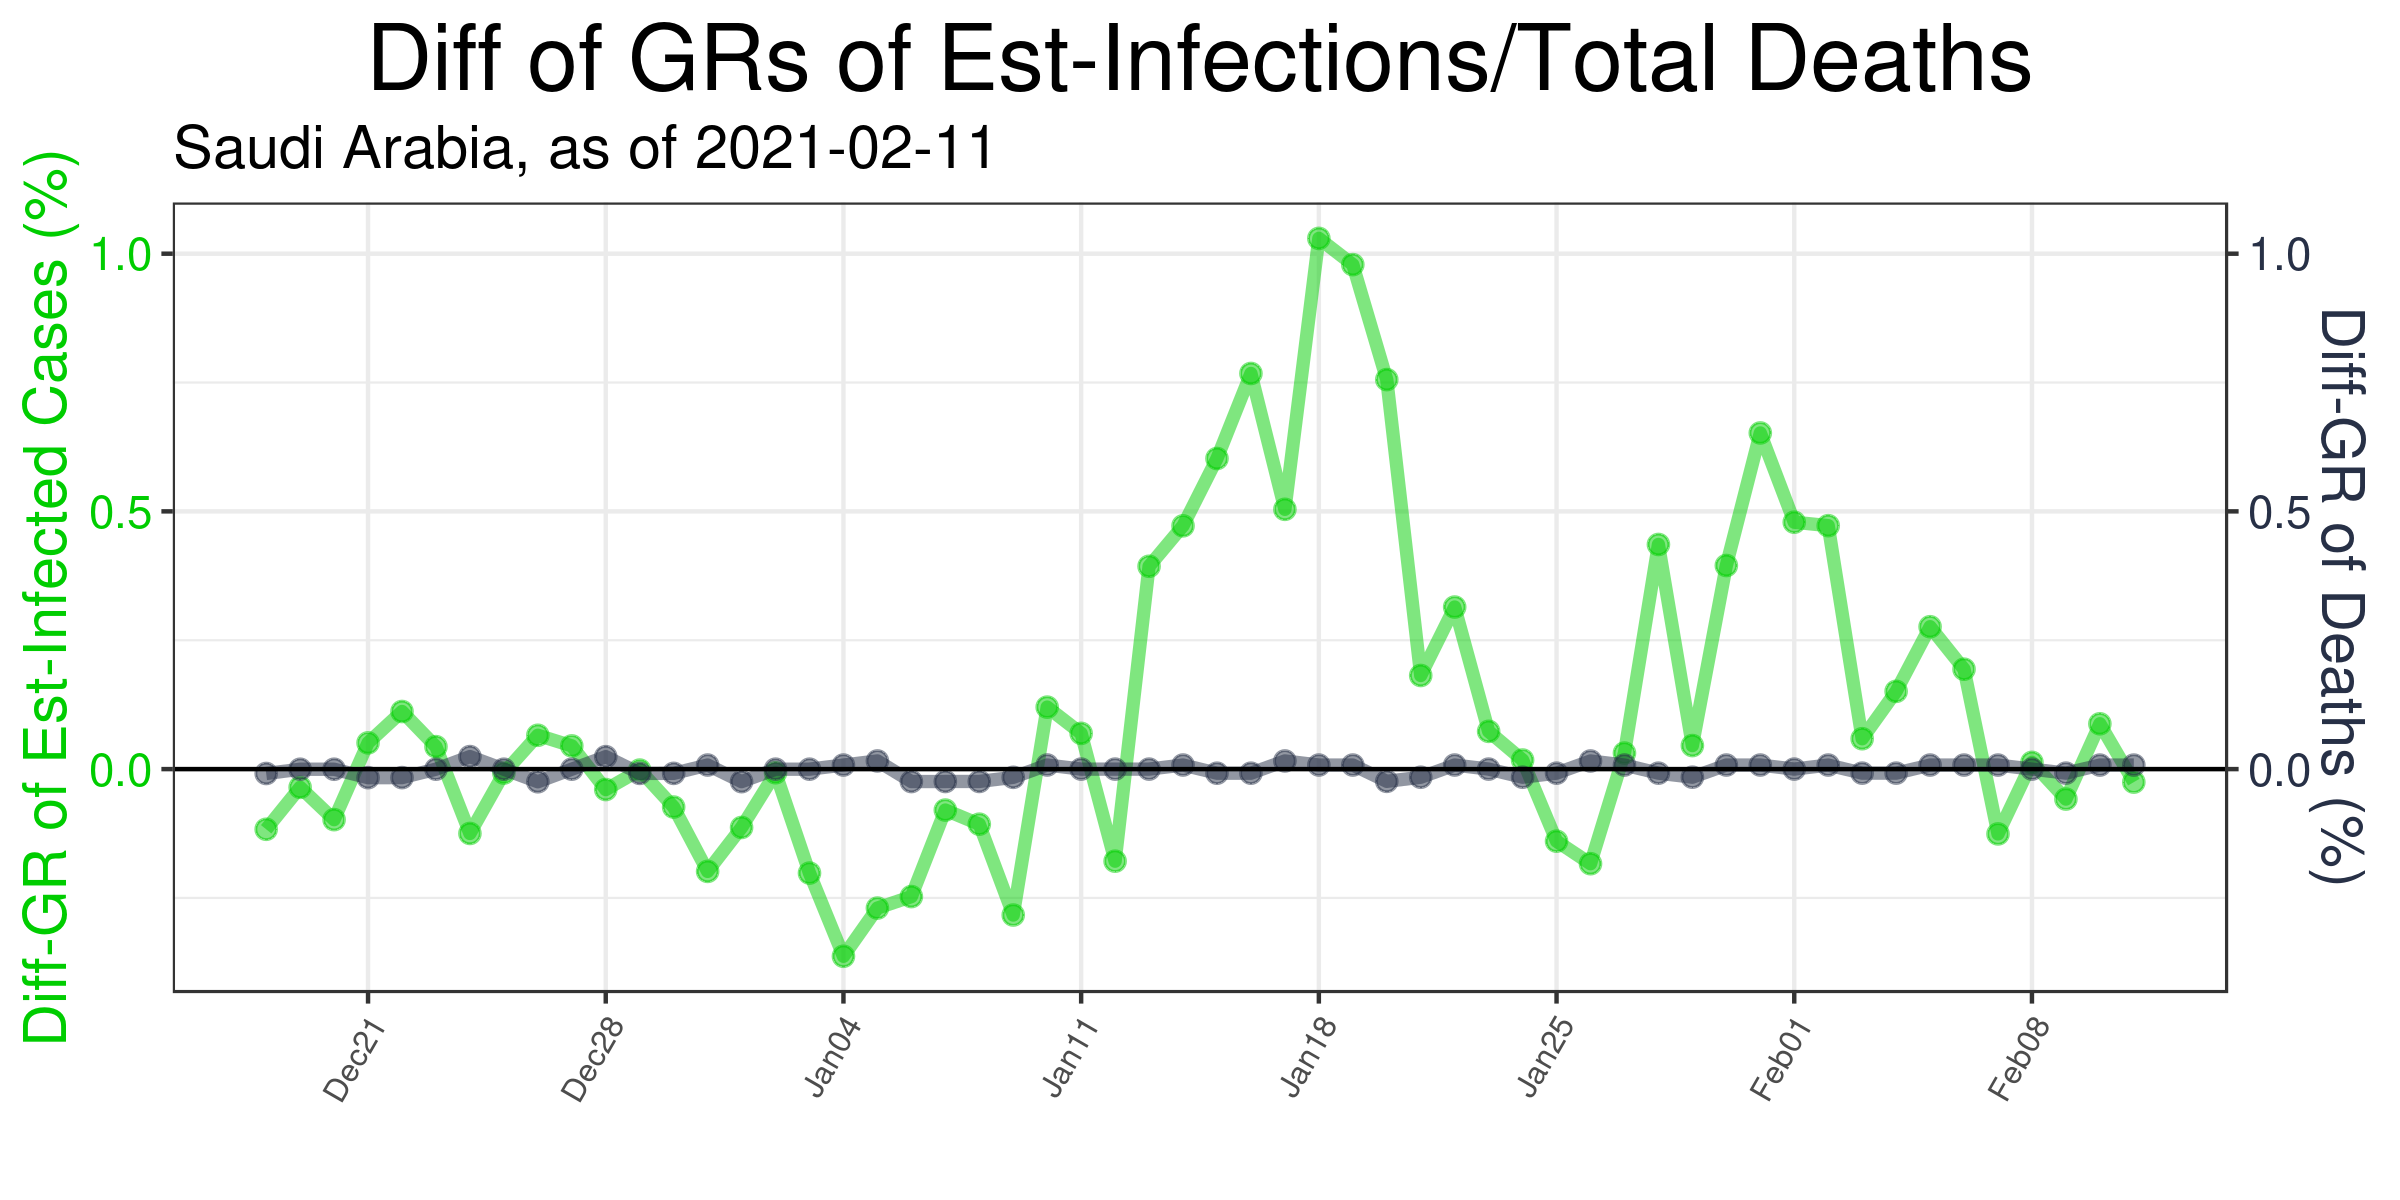 Diff of GRs of Est-Infections/Total Deaths
Saudi Arabia, as of 2021-02-11
Diff-GR of Est-Infected Cases (%)
1.0
0.5
0.0
1.0
0.5
0.0
Diff-GR of Deaths (%)
Dec21
Dec28
Jan04
Jan11
Jan18
Jan25
Feb01
Feb08